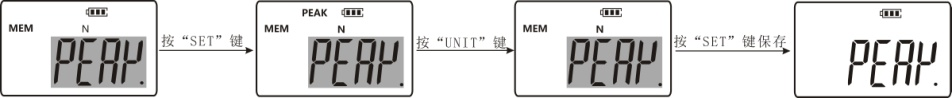 MEM N
PEAK.
按“SET”键
PEAK
MEM N
PEAK.
按“UNIT”键
MEM N
PEAK.
按“SET”键保存
PEAK.